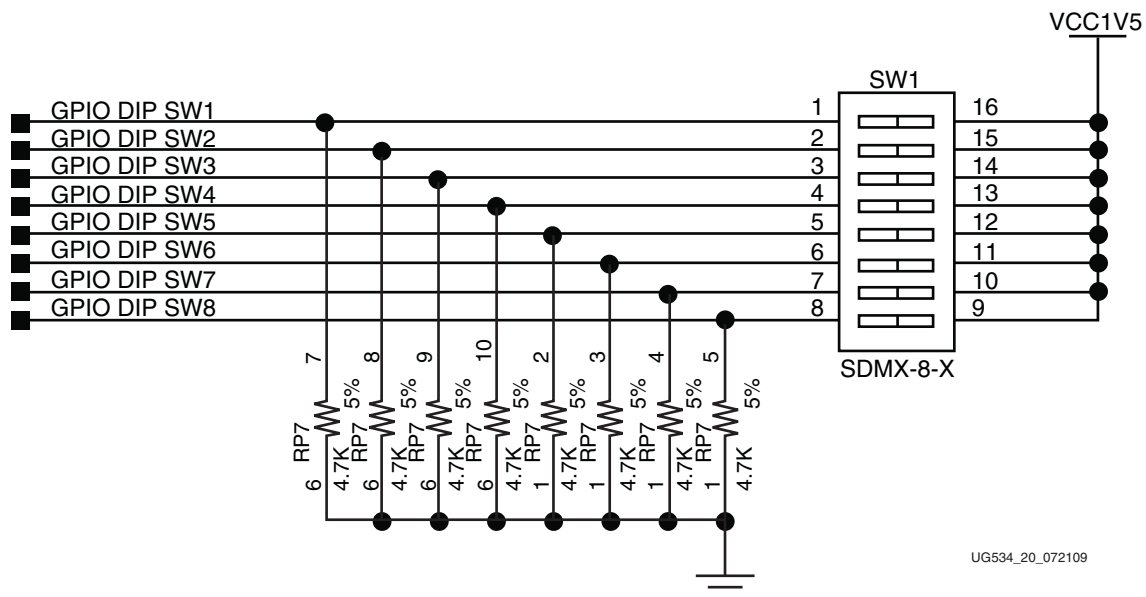 VCC1V5
SW1
GPIO DIP SW1 1 16
GPIO DIP SW2 2 15
GPIO DIP SW3 3 14
GPIO DIP SW4 4 13
GPIO DIP SW5 5 12
GPIO DIP SW6 6 11
GPIO DIP SW7 7 10
GPIO DIP SW8 8 9
SDMX-8-X
7 8 9 10 2 3 4 5
5% 5% 5% 5% 5% 5% 5% 5%
RP7 RP7 RP7 RP7 RP7 RP7 RP7 RP7
4.7K 4.7K 4.7K 4.7K 4.7K 4.7K 4.7K 4.7K
6 6 6 6 1 1 1 1
UG534_20_072109